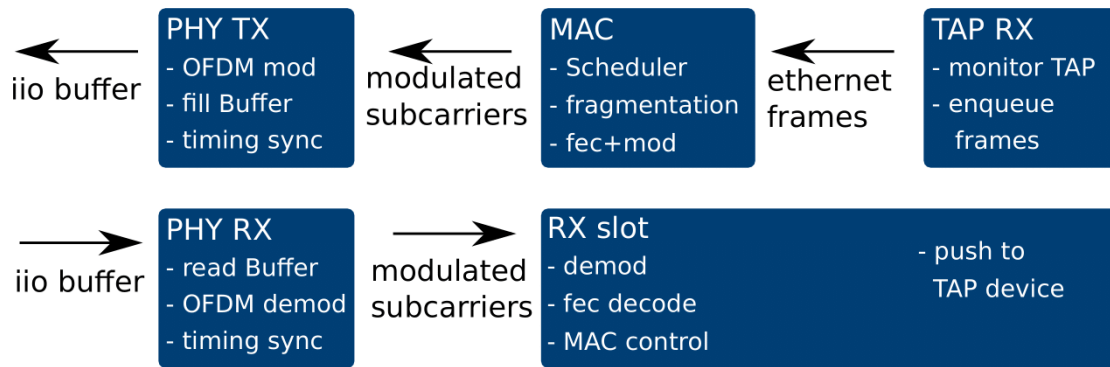 PHY TX
- OFDM mod
- fill Buffer
- timing sync
iio buffer
modulated
subcarriers
MAC
- Scheduler
- fragmentation
- fec+mod
ethernet
frames
TAP RX
- monitor TAP
- enqueue
frames
PHY RX
- read Buffer
- OFDM demod
- timing sync
iio buffer
modulated
subcarriers
RX slot
- demod
- fec decode
- MAC control
- push to
TAP device